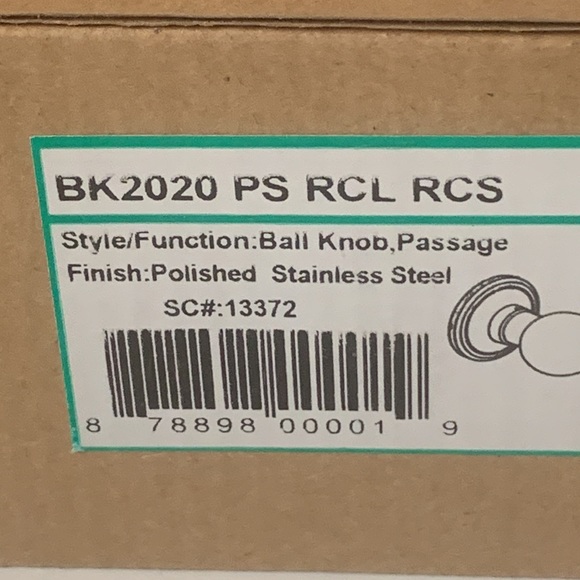 BK2020 PS RCL RCS
Style/Function:Ball Knob,Passage
Finish:Polished Stainless Steel
SC#:13372
8 78898 00001 9